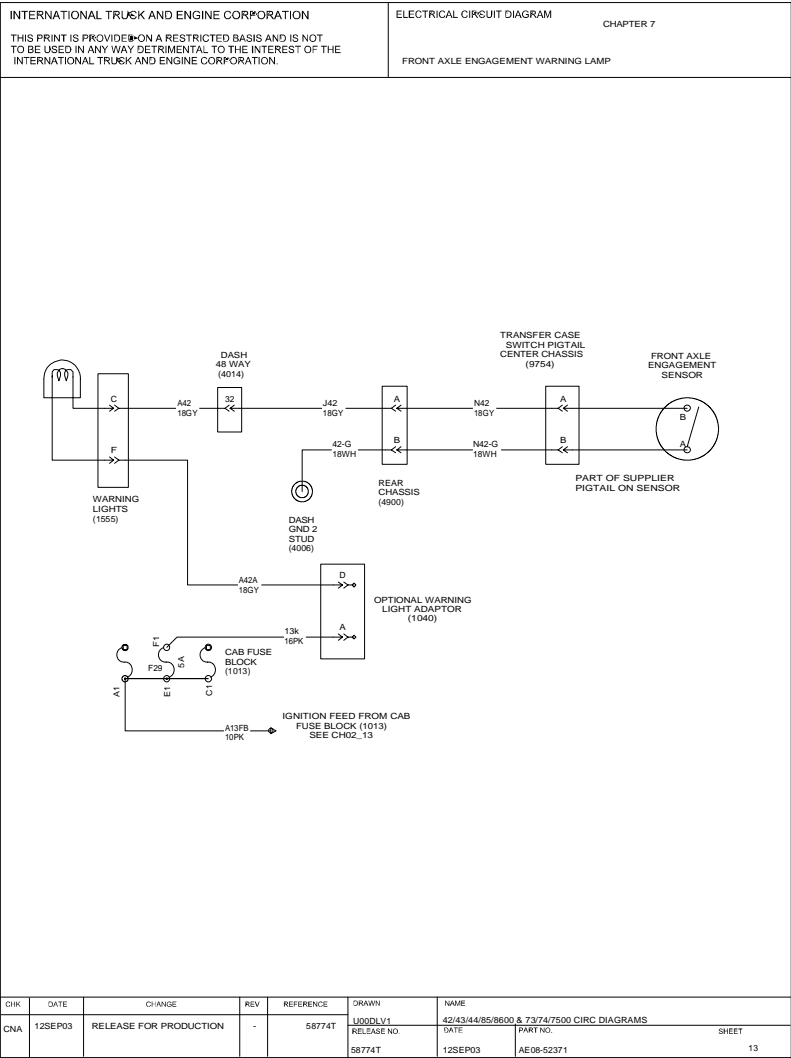 INTERNATIONAL TRUCK AND ENGINE CORPORATION
THIS PRINT IS PROVIDED ON A RESTRICTED BASIS AND IS NOT
TO BE USED IN ANY WAY DETRIMENTAL TO THE INTEREST OF THE
INTERNATIONAL TRUCK AND ENGINE CORPORATION.
ELECTRICAL CIRCUIT DIAGRAM
CHAPTER 7
FRONT AXLE ENGAGEMENT WARNING LAMP
TRANSFER CASE
SWITCH PIGTAIL
CENTER CHASSIS
(9754)
DASH
48 WAY
(4014)
FRONT AXLE
ENGAGEMENT
SENSOR
C
A42
18GY
32
J42
18GY
A
N42
18GY
A
B
F
42-G
18WH
B
N42-G
18WH
B
A
WARNING
LIGHTS
(1555)
REAR
CHASSIS
(4900)
PART OF SUPPLIER
PIGTAIL ON SENSOR
DASH
GND 2
STUD
(4006)
A42A
18GY
D
OPTIONAL WARNING
LIGHT ADAPTOR
(1040)
13k
16PK
A
F1
F29
5A
CAB FUSE
BLOCK
(1013)
A1
E1
C1
A13FB
10PK
IGNITION FEED FROM CAB
FUSE BLOCK (1013)
SEE CH02_13
CHK DATE CHANGE REV REFERENCE
CNA 12SEP03 RELEASE FOR PRODUCTION - 58774T
DRAWN
U00DLV1
NAME
42/43/44/85/8600 & 73/74/7500 CIRC DIAGRAMS
RELEASE NO. DATE PART NO. SHEET
58774T 12SEP03 AE08-52371 13